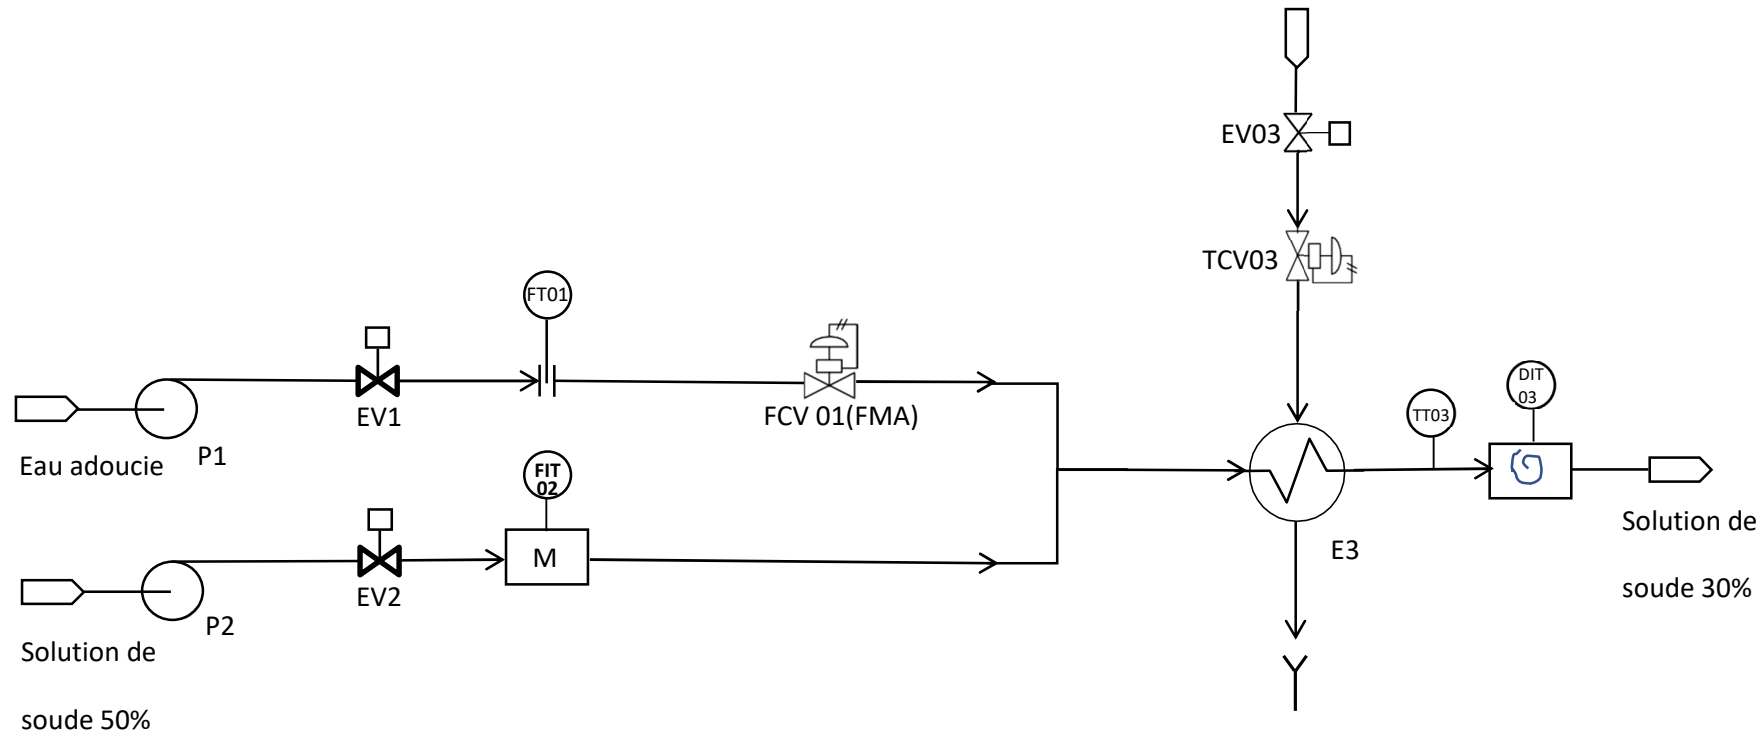 EV03
TCV03
FT01
EV1
FCV 01(FMA)
TT03
DIT
03
Eau adoucie
P1
FIT
02
M
EV2
E3
P2
Solution de
soude 50%
Solution de
soude 30%